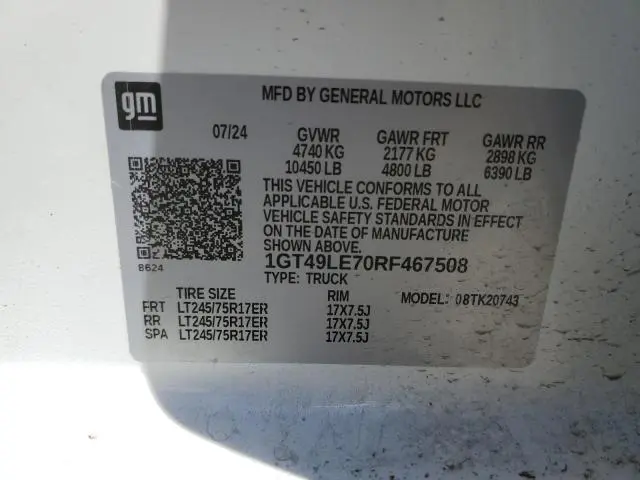 gm
MFD BY GENERAL MOTORS LLC
07/24 GVWR GAWR FRT GAWR RR
4740 KG 2177 KG 2898 KG
10450 LB 4800 LB 6390 LB
THIS VEHICLE CONFORMS TO ALL
APPLICABLE U.S. FEDERAL MOTOR
VEHICLE SAFETY STANDARDS IN EFFECT
ON THE DATE OF MANUFACTURE
SHOWN ABOVE.
8624
1GT49LE70RF467508
TYPE: TRUCK
TIRE SIZE RIM MODEL: 08TK20743
FRT LT245/75R17ER 17X7.5J
RR LT245/75R17ER 17X7.5J
SPA LT245/75R17ER 17X7.5J